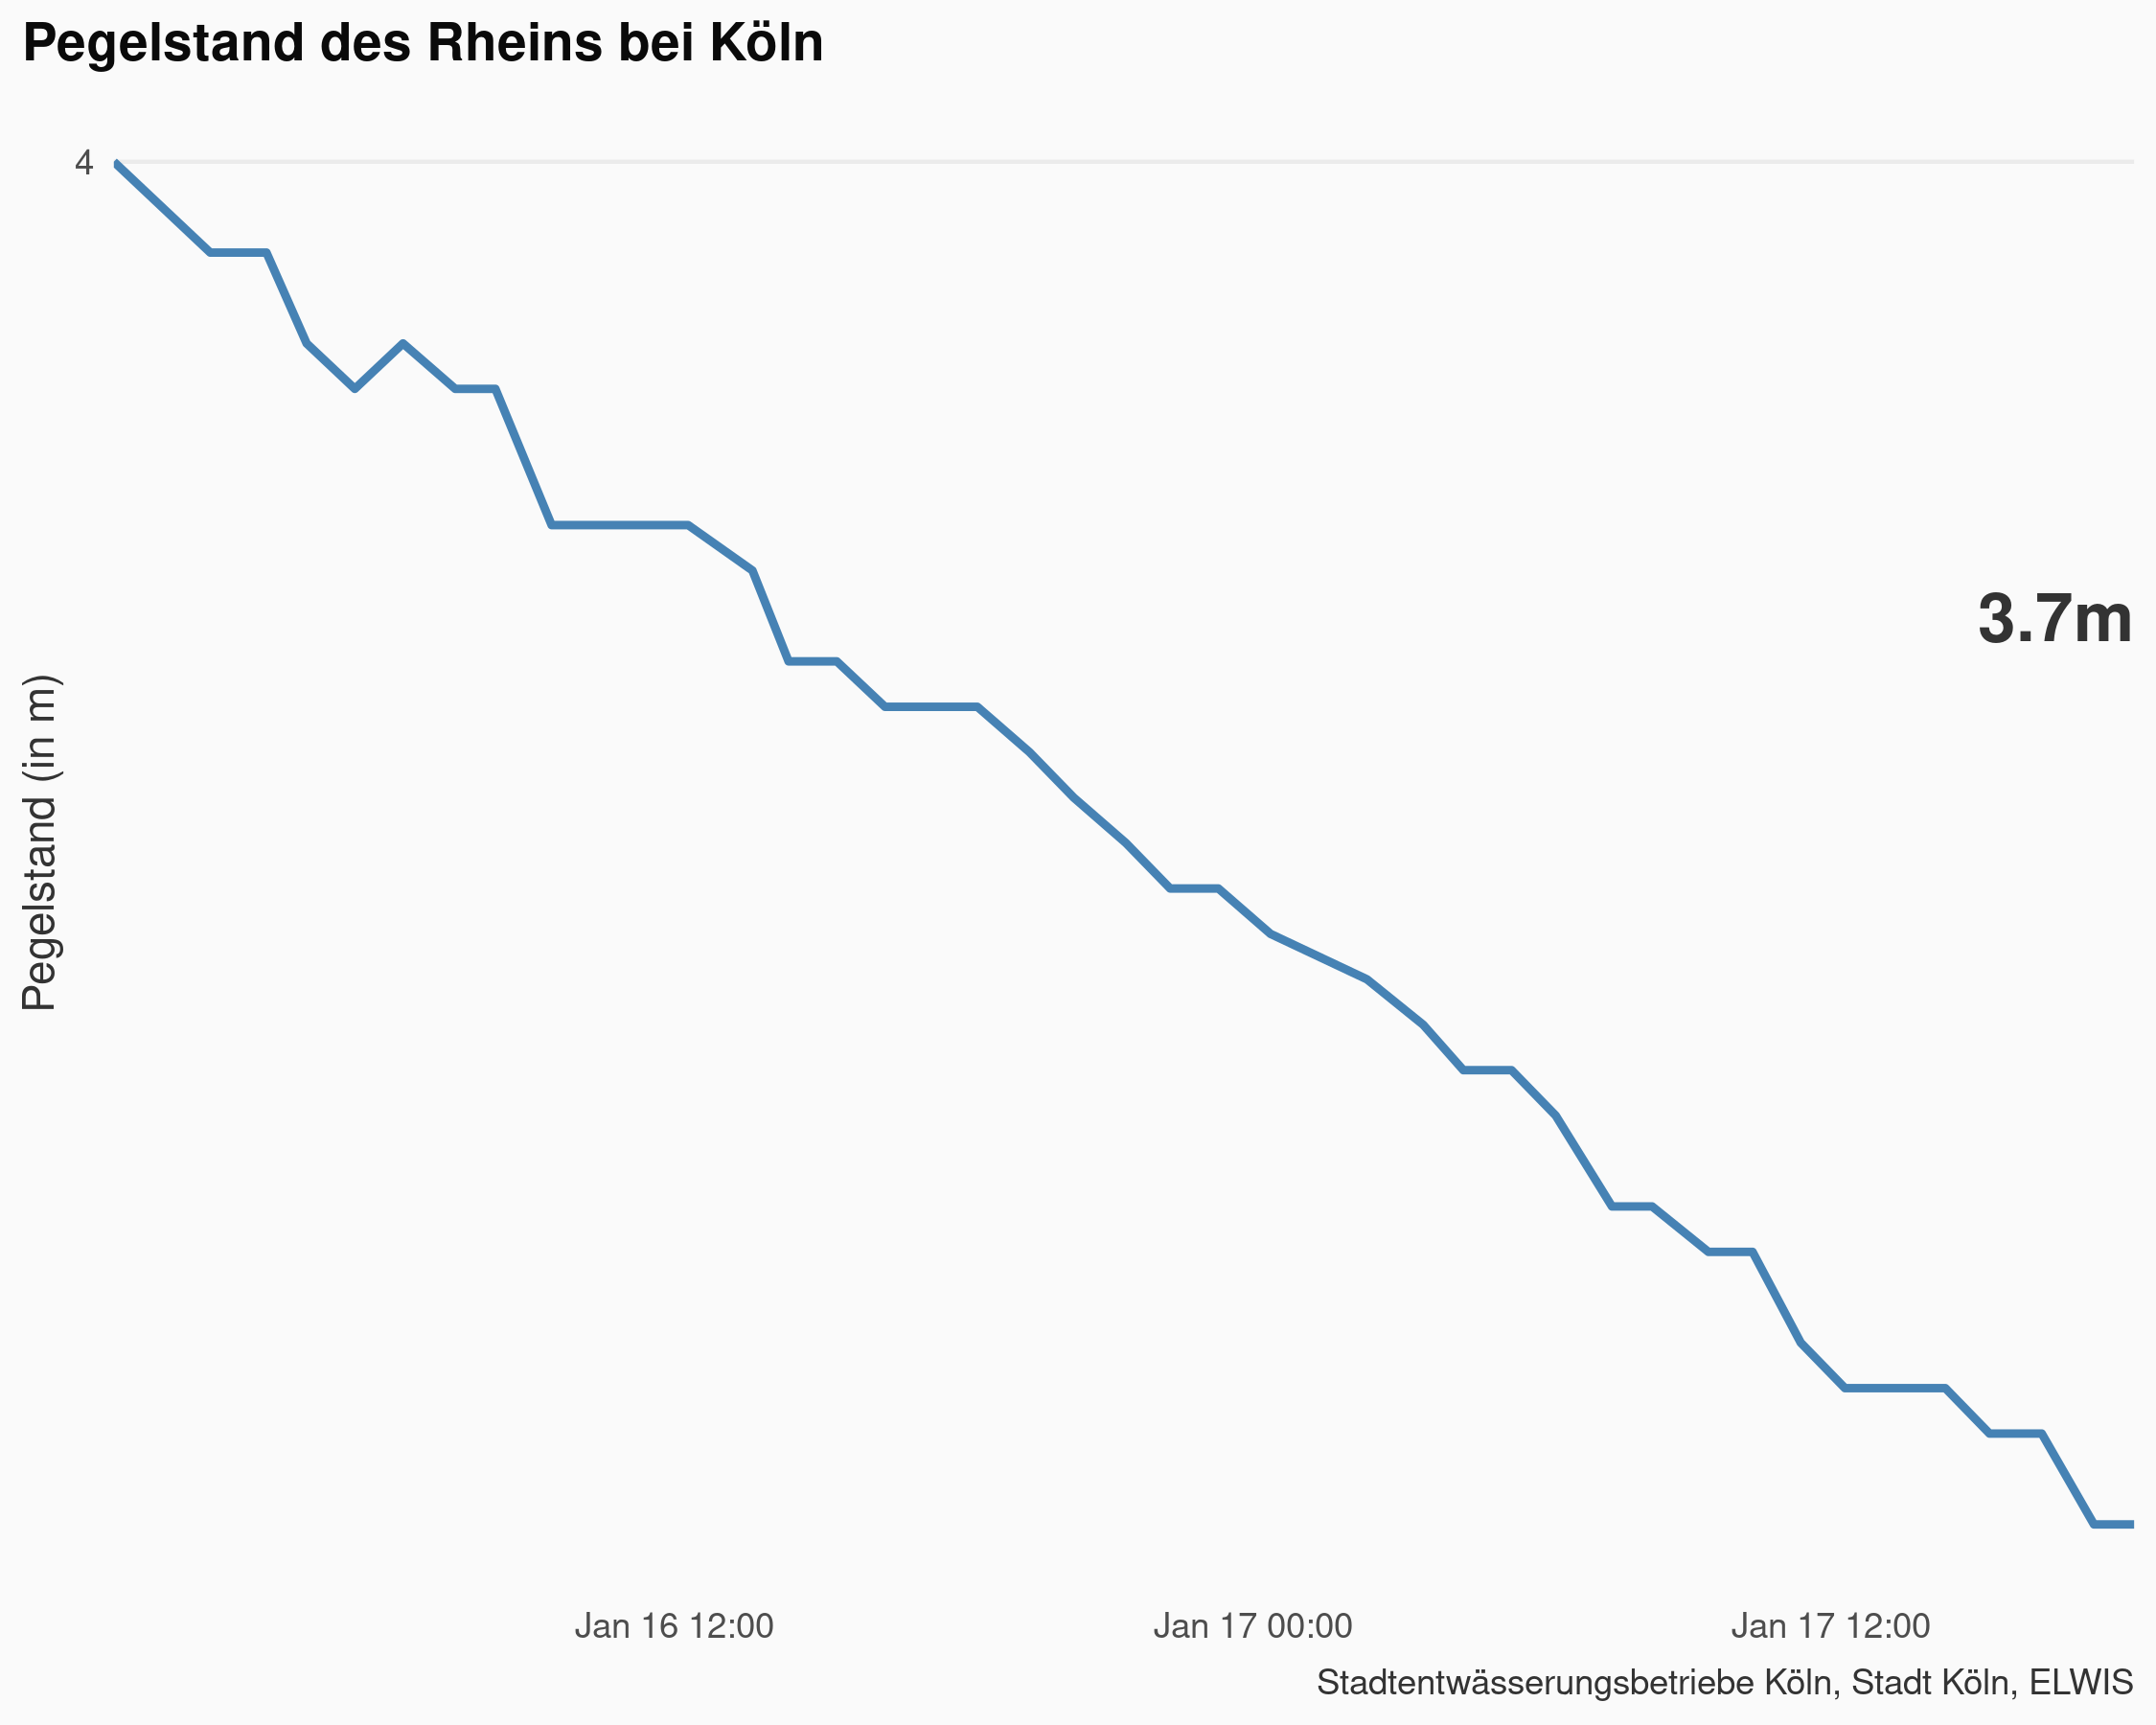 Pegelstand des Rheins bei Köln
4
3.7m
Pegelstand (in m)
Jan 16 12:00
Jan 17 00:00
Jan 17 12:00
Stadtentwässerungsbetriebe Köln, Stadt Köln, ELWIS